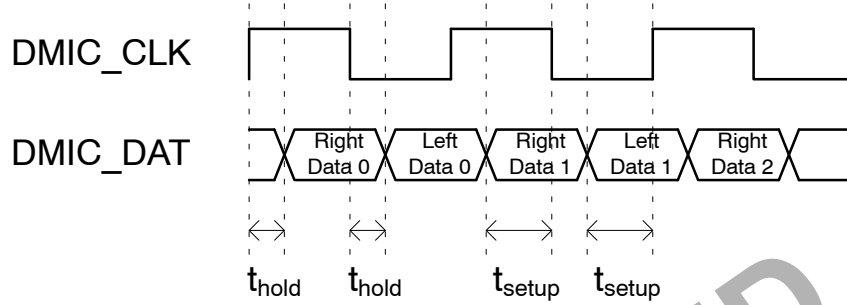 DMIC_CLK
DMIC_DAT
Right Data 0
Left Data 0
Right Data 1
Left Data 1
Right Data 2
thold
thold
tsetup
tsetup